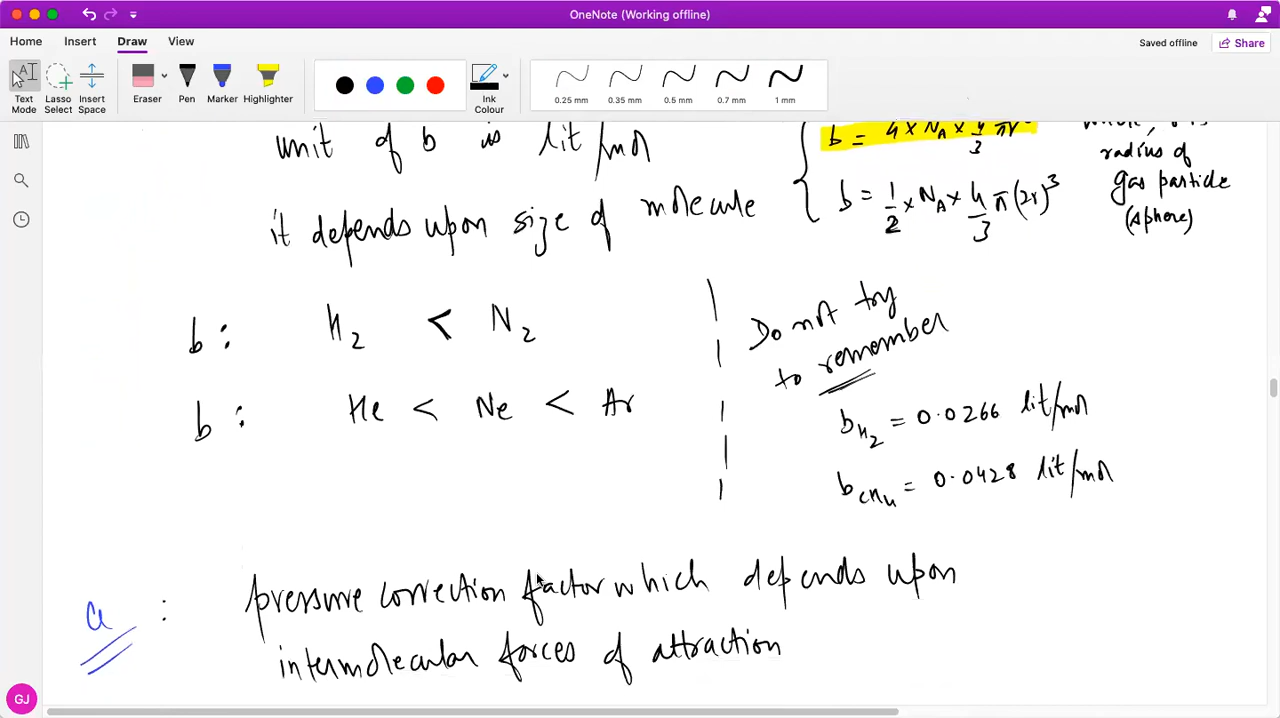 OneNote (Working offline)
Home Insert Draw View
Saved offline
Share
Text Mode
Lasso Select
Insert Space
Eraser
Pen
Marker
Highlighter
Ink Colour
0.25 mm
0.35 mm
0.5 mm
0.7 mm
1 mm
unit of b is lit/mol
it depends upon size of molecule
b = 4 × N_A × 4/3 πr
b = 1/2 × N_A × 4/3 π(2r)³
radius of
gas particle
(sphere)
b : H₂ < N₂
b : He < Ne < Ar
Do not try
to remember
b_H₂ = 0.0266 lit/mol
b_CH₄ = 0.0428 lit/mol
a : pressure correction factor which depends upon
intermolecular forces of attraction
GJ